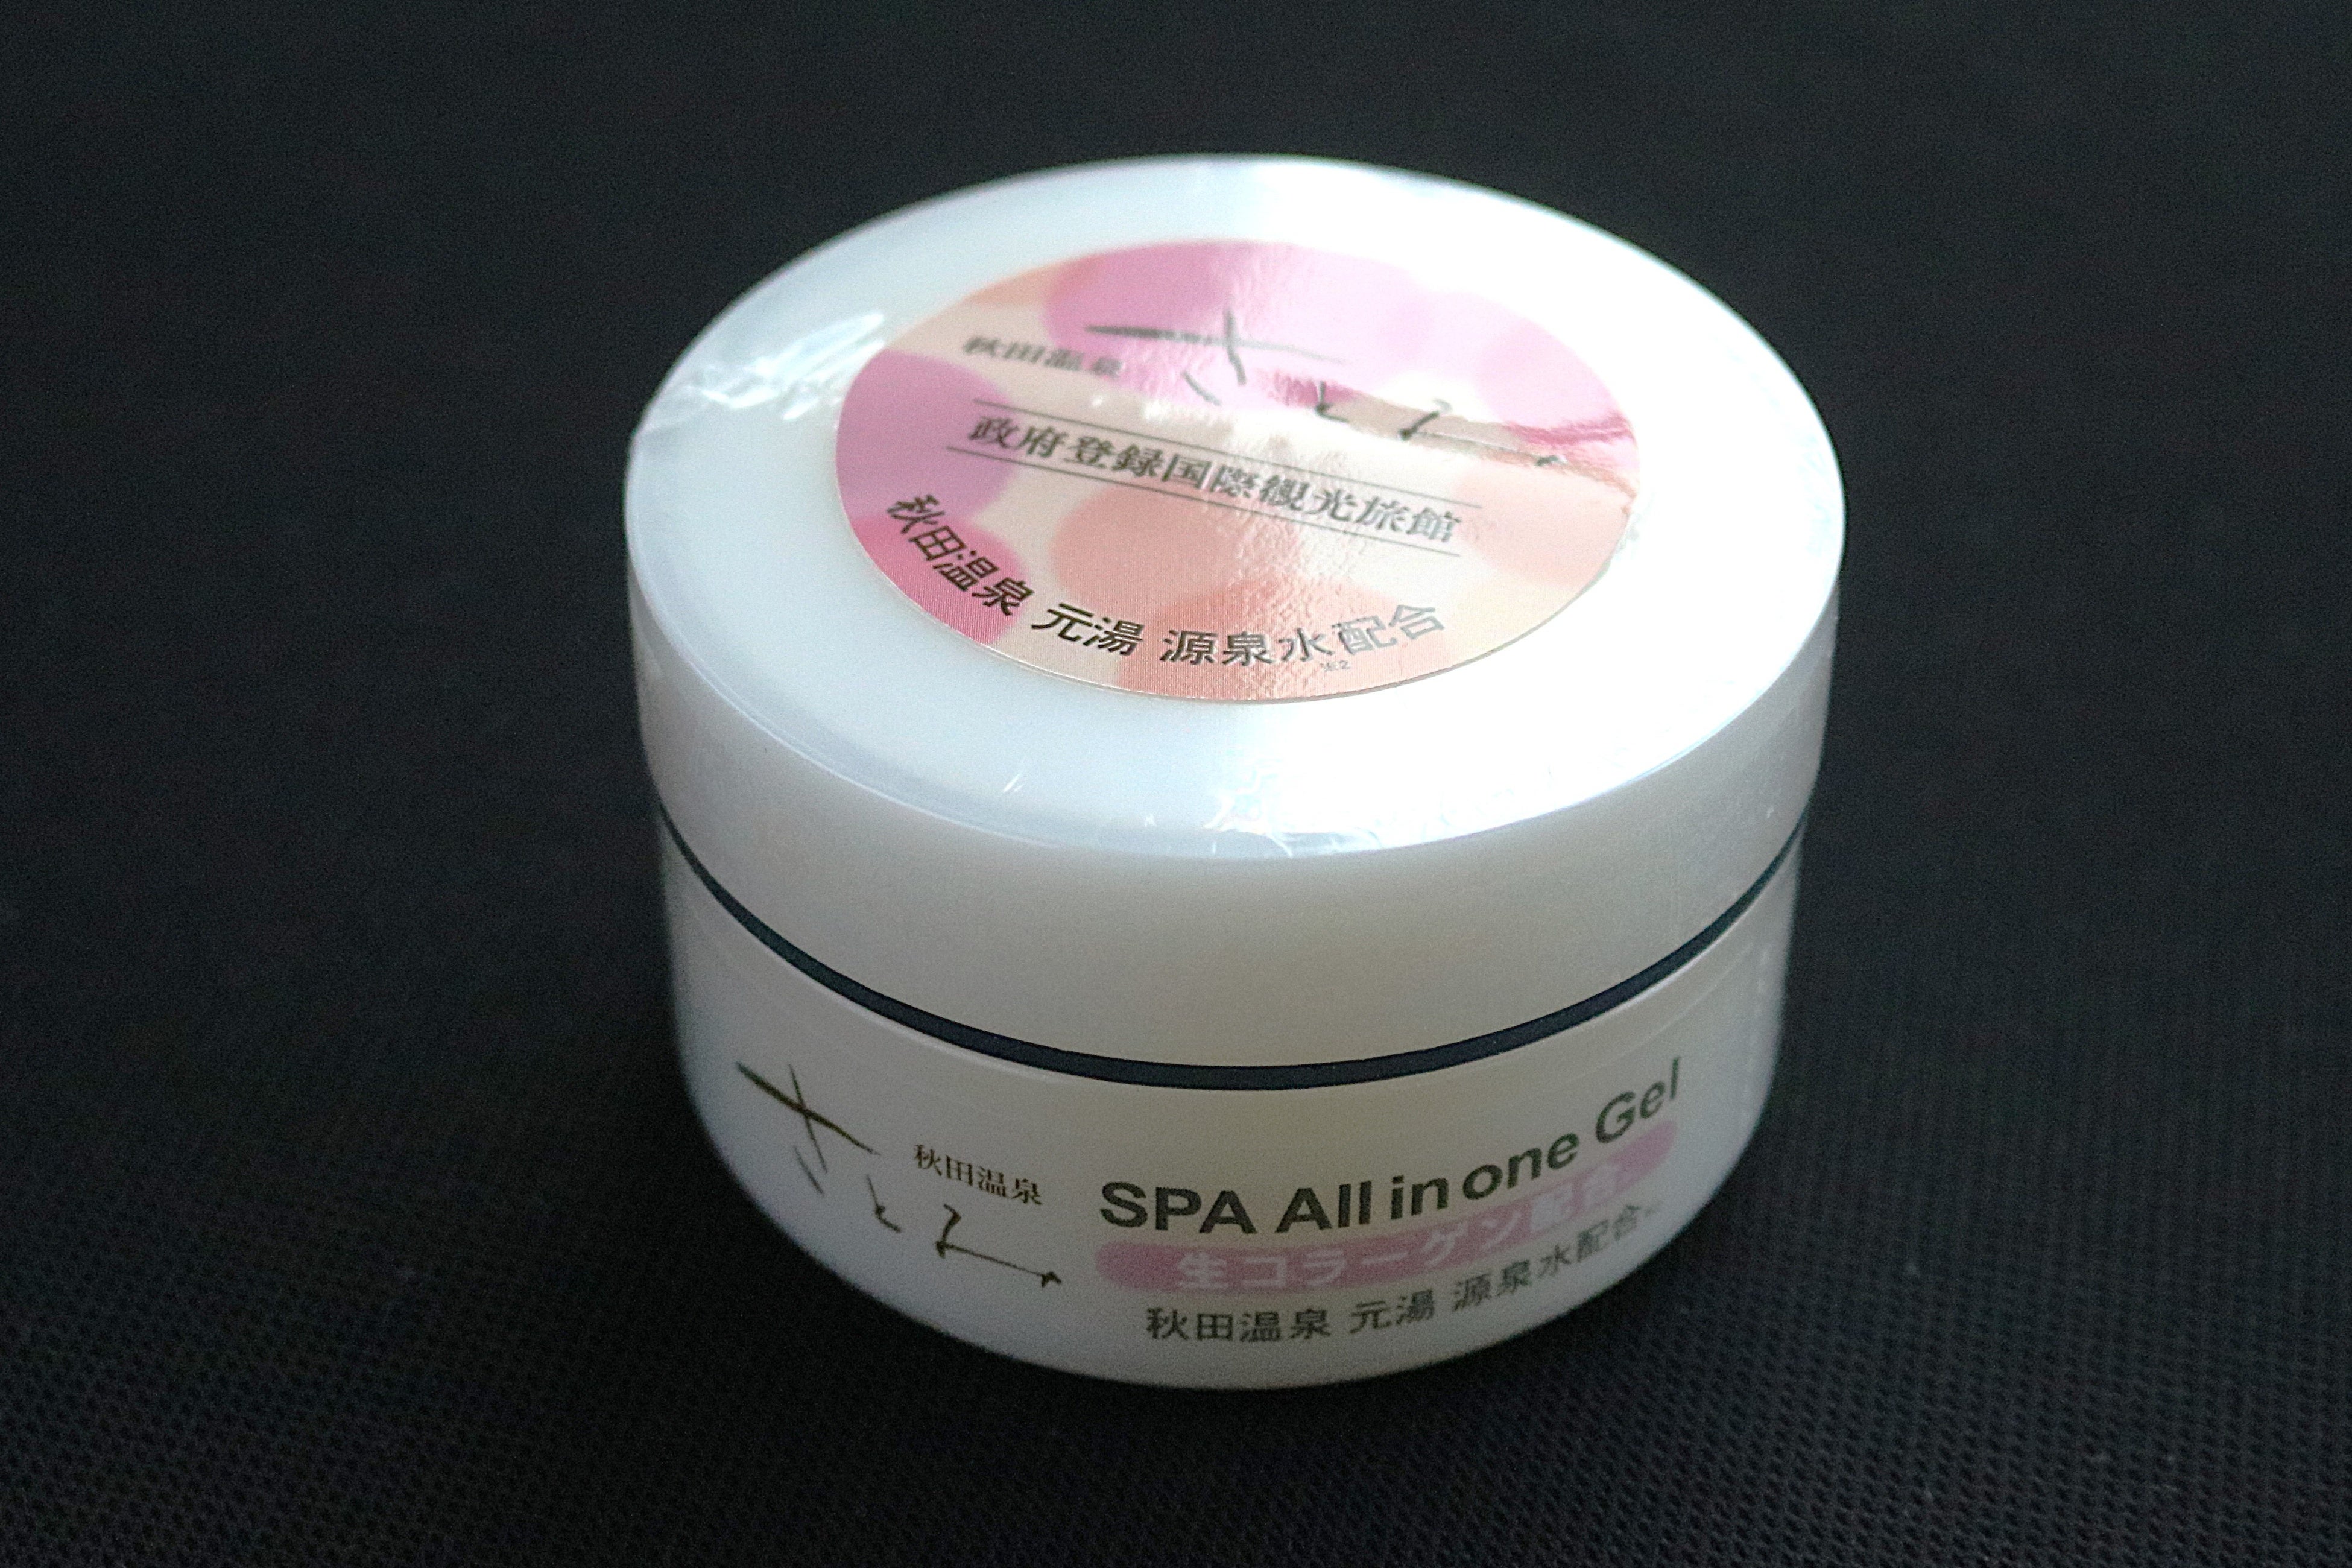 秋田温泉
さとみ
政府登録国際観光旅館
秋田温泉 元湯 源泉水配合
※2
さとみ
秋田温泉
SPA All in one Gel
生コラーゲン配合
秋田温泉 元湯 源泉水配合